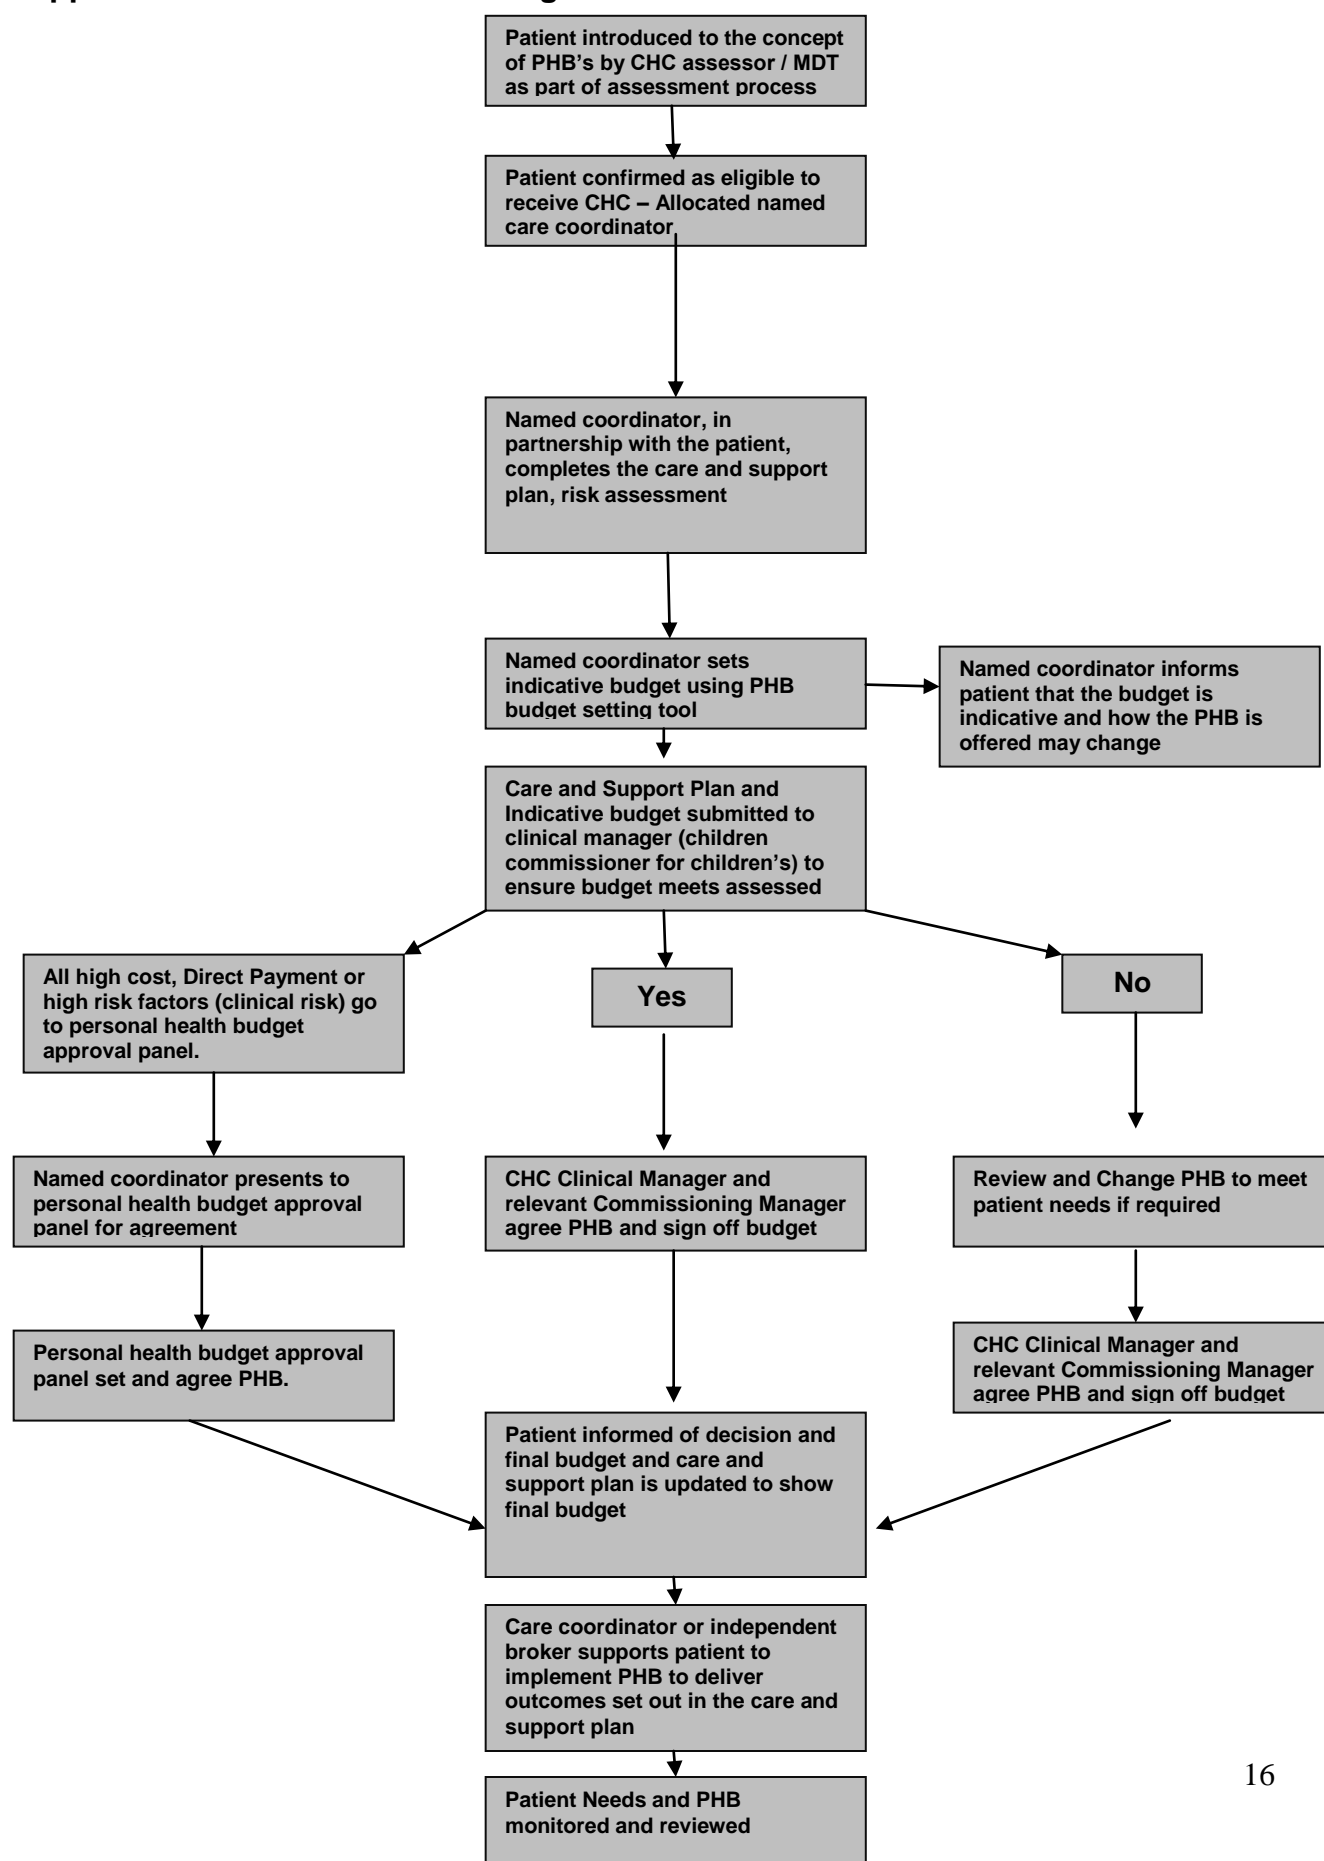 Patient introduced to the concept
of PHB's by CHC assessor / MDT
as part of assessment process
Patient confirmed as eligible to
receive CHC – Allocated named
care coordinator
Named coordinator, in
partnership with the patient,
completes the care and support
plan, risk assessment
Named coordinator sets
indicative budget using PHB
budget setting tool
Named coordinator informs
patient that the budget is
indicative and how the PHB is
offered may change
Care and Support Plan and
Indicative budget submitted to
clinical manager (children
commissioner for children's) to
ensure budget meets assessed
All high cost, Direct Payment or
high risk factors (clinical risk) go
to personal health budget
approval panel.
Yes
No
Named coordinator presents to
personal health budget approval
panel for agreement
CHC Clinical Manager and
relevant Commissioning Manager
agree PHB and sign off budget
Review and Change PHB to meet
patient needs if required
Personal health budget approval
panel set and agree PHB.
CHC Clinical Manager and
relevant Commissioning Manager
agree PHB and sign off budget
Patient informed of decision and
final budget and care and
support plan is updated to show
final budget
Care coordinator or independent
broker supports patient to
implement PHB to deliver
outcomes set out in the care and
support plan
Patient Needs and PHB
monitored and reviewed
16